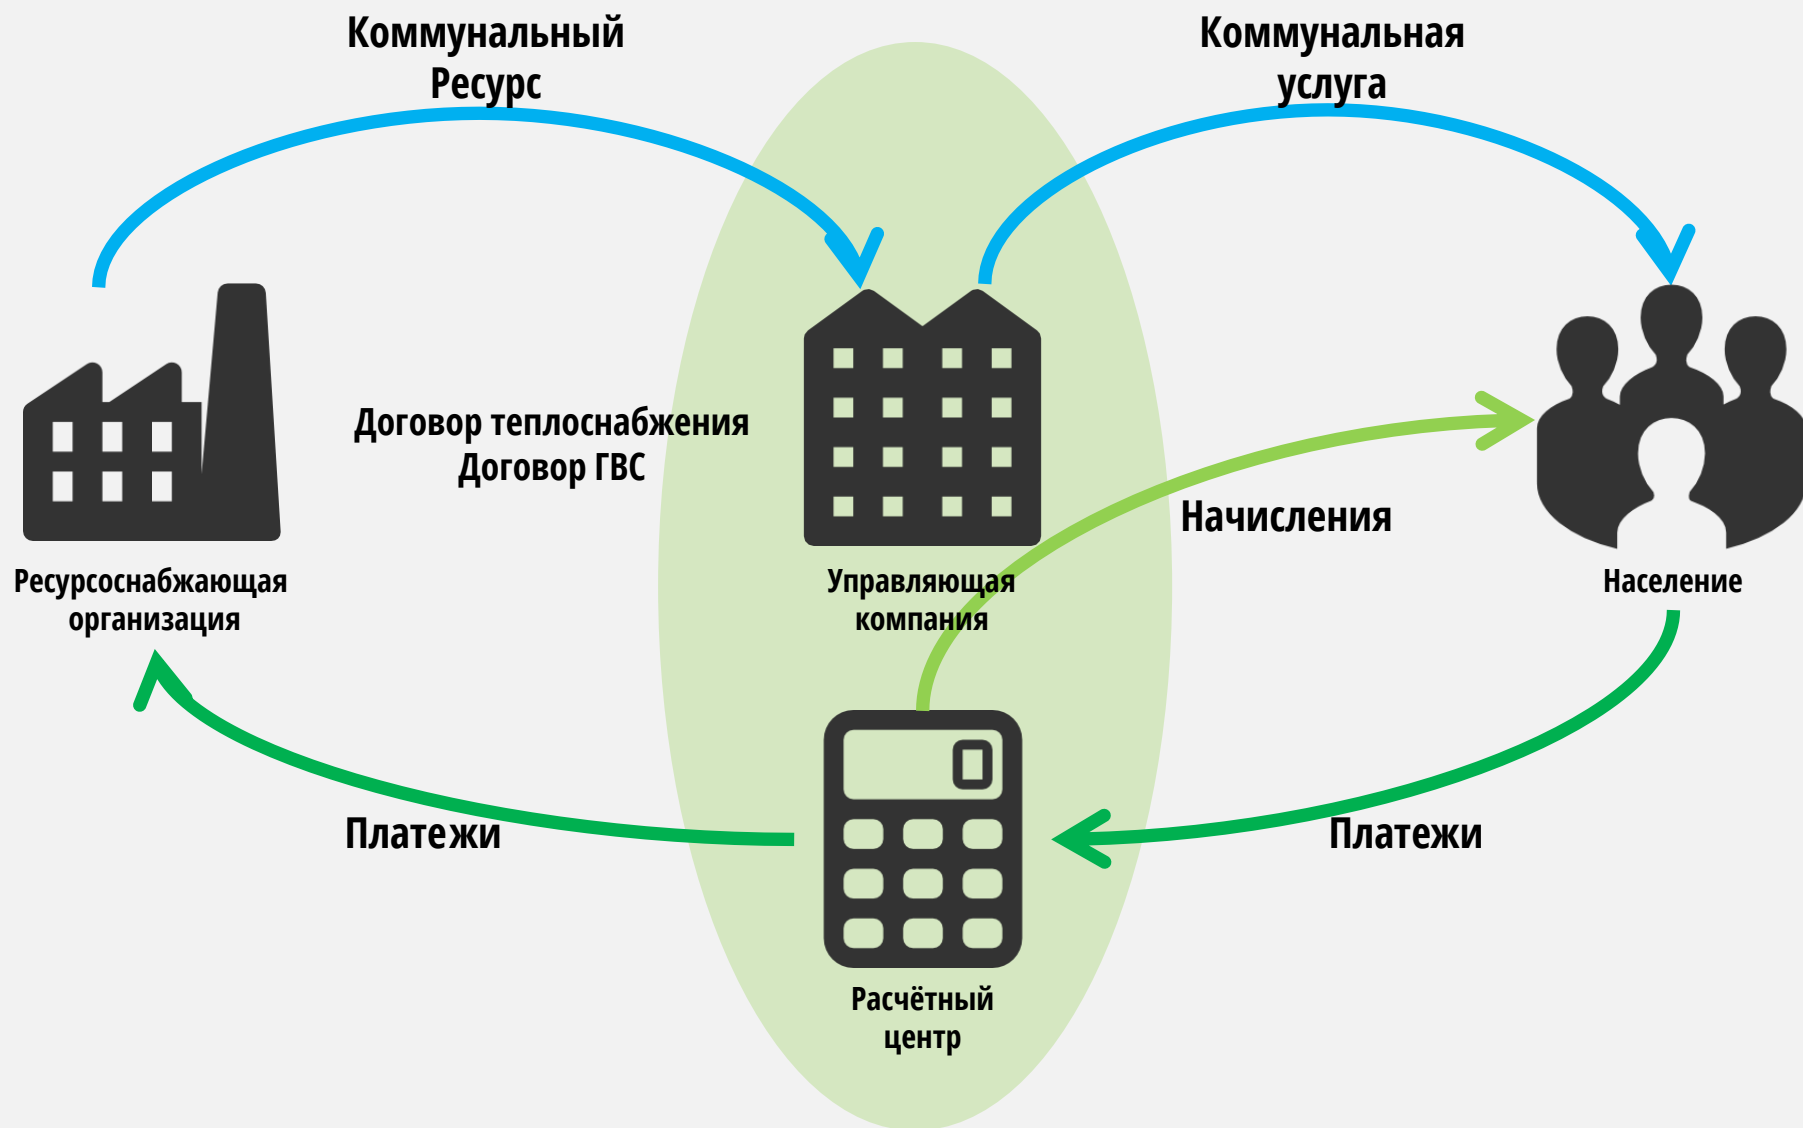 Коммунальный
Ресурс
Коммунальная
услуга
Договор теплоснабжения
Договор ГВС
Начисления
Ресурсоснабжающая
организация
Управляющая
компания
Население
Платежи
Платежи
Расчётный
центр